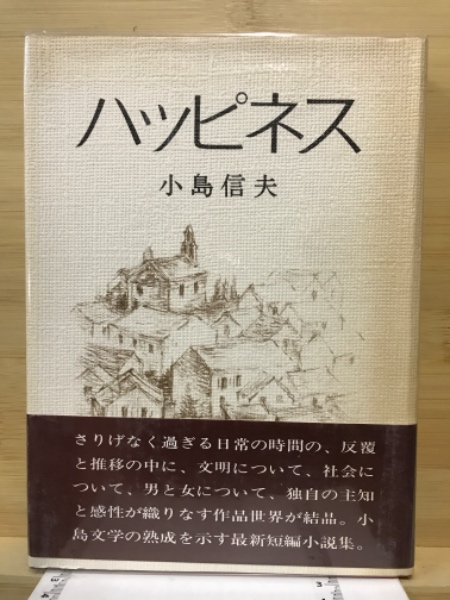 ハッピネス
小島信夫
さりげなく過ぎる日常の時間の、反覆
と推移の中に、文明について、社会に
ついて、男と女について、独自の主知
と感性が織りなす作品世界が結品。小
島文学の熟成を示す最新短編小説集。